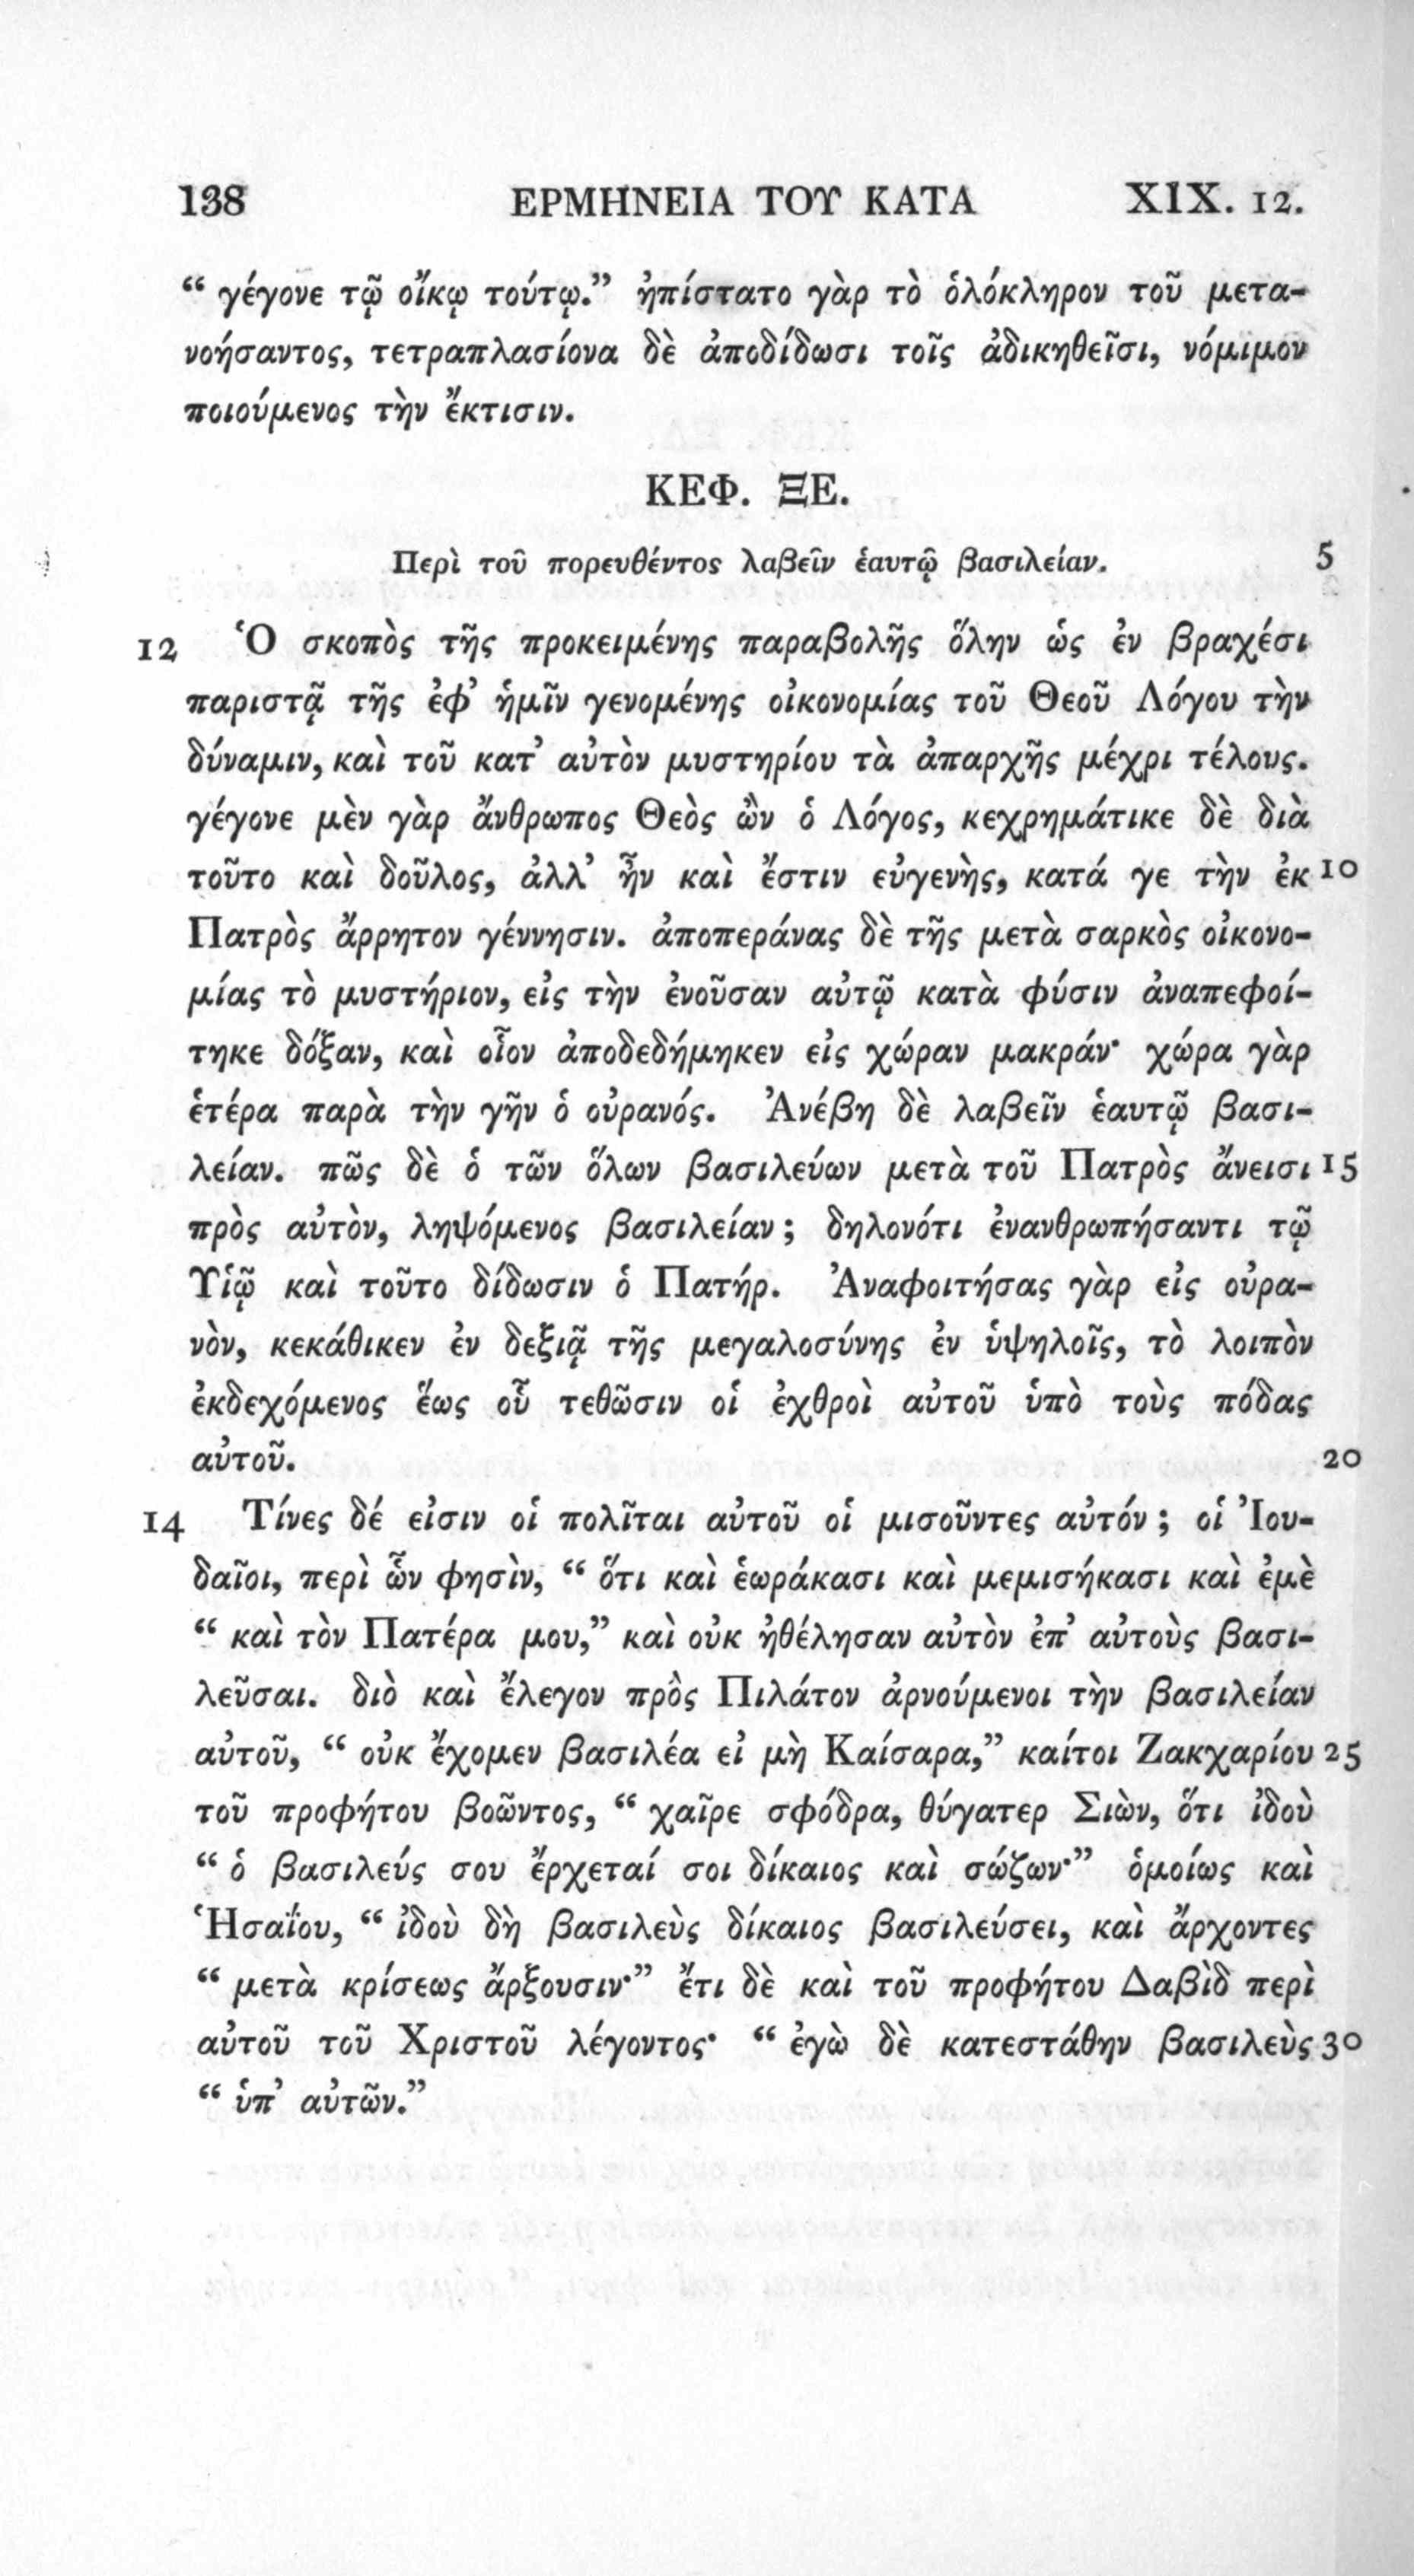 138 ΕΡΜΗΝΕΙΑ ΤΟΥ ΚΑΤΑ XIX. 12.
“ γέγονε τῷ οἴκῳ τούτῳ.” ἠπίστατο γὰρ τὸ ὁλόκληρον τοῦ μετα-
νοήσαντος, τετραπλασίονα δὲ ἀποδίδωσι τοῖς ἀδικηθεῖσι, νόμιμον
ποιούμενος τὴν ἔκτισιν.
ΚΕΦ. ΞΕ.
Περὶ τοῦ πορευθέντος λαβεῖν ἑαυτῷ βασιλείαν. 5
12 Ὁ σκοπὸς τῆς προκειμένης παραβολῆς ὅλην ὡς ἐν βραχέσι
παριστᾷ τῆς ἐφ’ ἡμῖν γενομένης οἰκονομίας τοῦ Θεοῦ Λόγου τὴν
δύναμιν, καὶ τοῦ κατ’ αὐτὸν μυστηρίου τὰ ἀπαρχῆς μέχρι τέλους.
γέγονε μὲν γὰρ ἄνθρωπος Θεὸς ὢν ὁ Λόγος, κεχρημάτικε δὲ διὰ
τοῦτο καὶ δοῦλος, ἀλλ’ ἦν καὶ ἔστιν εὐγενὴς, κατά γε τὴν ἐκ 10
Πατρὸς ἄρρητον γέννησιν. ἀποπεράνας δὲ τῆς μετὰ σαρκὸς οἰκονο-
μίας τὸ μυστήριον, εἰς τὴν ἐνοῦσαν αὐτῷ κατὰ φύσιν ἀναπεφοί-
τηκε δόξαν, καὶ οἷον ἀποδεδήμηκεν εἰς χώραν μακράν· χώρα γὰρ
ἑτέρα παρὰ τὴν γῆν ὁ οὐρανός. Ἀνέβη δὲ λαβεῖν ἑαυτῷ βασι-
λείαν. πῶς δὲ ὁ τῶν ὅλων βασιλεύων μετὰ τοῦ Πατρὸς ἄνεισι 15
πρὸς αὐτὸν, ληψόμενος βασιλείαν ; δηλονότι ἐνανθρωπήσαντι τῷ
Υἱῷ καὶ τοῦτο δίδωσιν ὁ Πατήρ. Ἀναφοιτήσας γὰρ εἰς οὐρα-
νὸν, κεκάθικεν ἐν δεξιᾷ τῆς μεγαλοσύνης ἐν ὑψηλοῖς, τὸ λοιπὸν
ἐκδεχόμενος ἕως οὗ τεθῶσιν οἱ ἐχθροὶ αὐτοῦ ὑπὸ τοὺς πόδας
αὐτοῦ. 20
14 Τίνες δέ εἰσιν οἱ πολῖται αὐτοῦ οἱ μισοῦντες αὐτόν ; οἱ Ἰου-
δαῖοι, περὶ ὧν φησὶν, “ ὅτι καὶ ἑωράκασι καὶ μεμισήκασι καὶ ἐμὲ
“ καὶ τὸν Πατέρα μου,” καὶ οὐκ ἠθέλησαν αὐτὸν ἐπ’ αὐτοὺς βασι-
λεῦσαι. διὸ καὶ ἔλεγον πρὸς Πιλάτον ἀρνούμενοι τὴν βασιλείαν
αὐτοῦ, “ οὐκ ἔχομεν βασιλέα εἰ μὴ Καίσαρα,” καίτοι Ζακχαρίου 25
τοῦ προφήτου βοῶντος, “ χαῖρε σφόδρα, θύγατερ Σιὼν, ὅτι ἰδοὺ
“ ὁ βασιλεύς σου ἔρχεταί σοι δίκαιος καὶ σώζων·” ὁμοίως καὶ
Ἡσαΐου, “ ἰδοὺ δὴ βασιλεὺς δίκαιος βασιλεύσει, καὶ ἄρχοντες
“ μετὰ κρίσεως ἄρξουσιν·” ἔτι δὲ καὶ τοῦ προφήτου Δαβὶδ περὶ
αὐτοῦ τοῦ Χριστοῦ λέγοντος· “ ἐγὼ δὲ κατεστάθην βασιλεὺς 30
“ ὑπ’ αὐτῶν.”